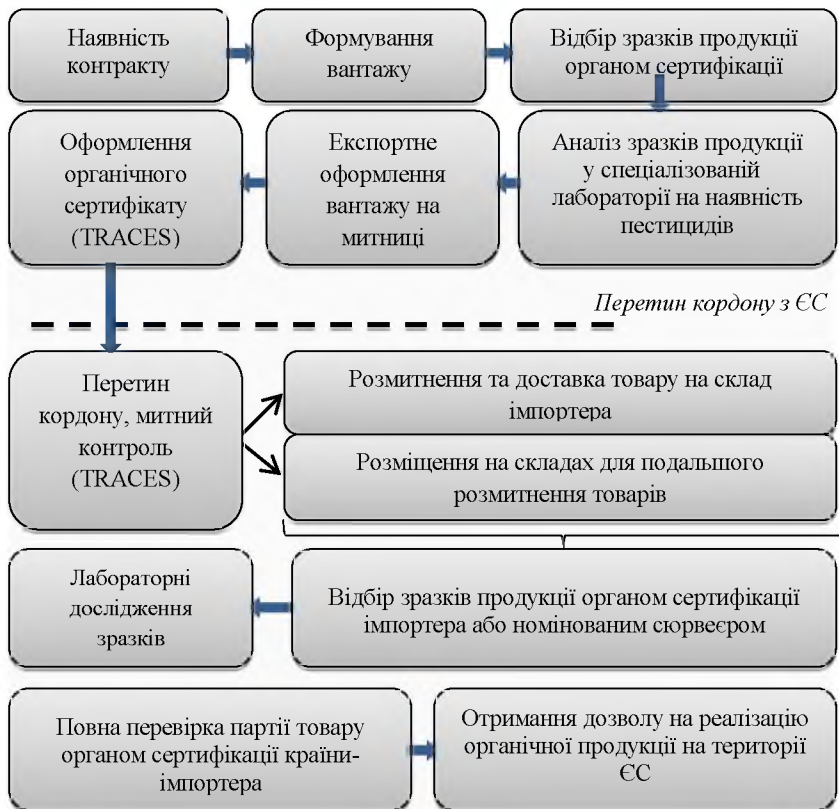 Наявність
контракту
Формування
вантажу
Відбір зразків продукції
органом сертифікації
Оформлення
органічного
сертифікату
(TRACES)
Експортне
оформлення
вантажу на
митниці
Аналіз зразків продукції
у спеціалізованій
лабораторії на наявність
пестицидів
Перетин кордону з ЄС
Перетин
кордону, митний
контроль
(TRACES)
Розмитнення та доставка товару на склад
імпортера
Розміщення на складах для подальшого
розмитнення товарів
Лабораторні
дослідження
зразків
Відбір зразків продукції органом сертифікації
імпортера або номінованим сюрвеєром
Повна перевірка партії товару
органом сертифікації країни-
імпортера
Отримання дозволу на реалізацію
органічної продукції на території
ЄС